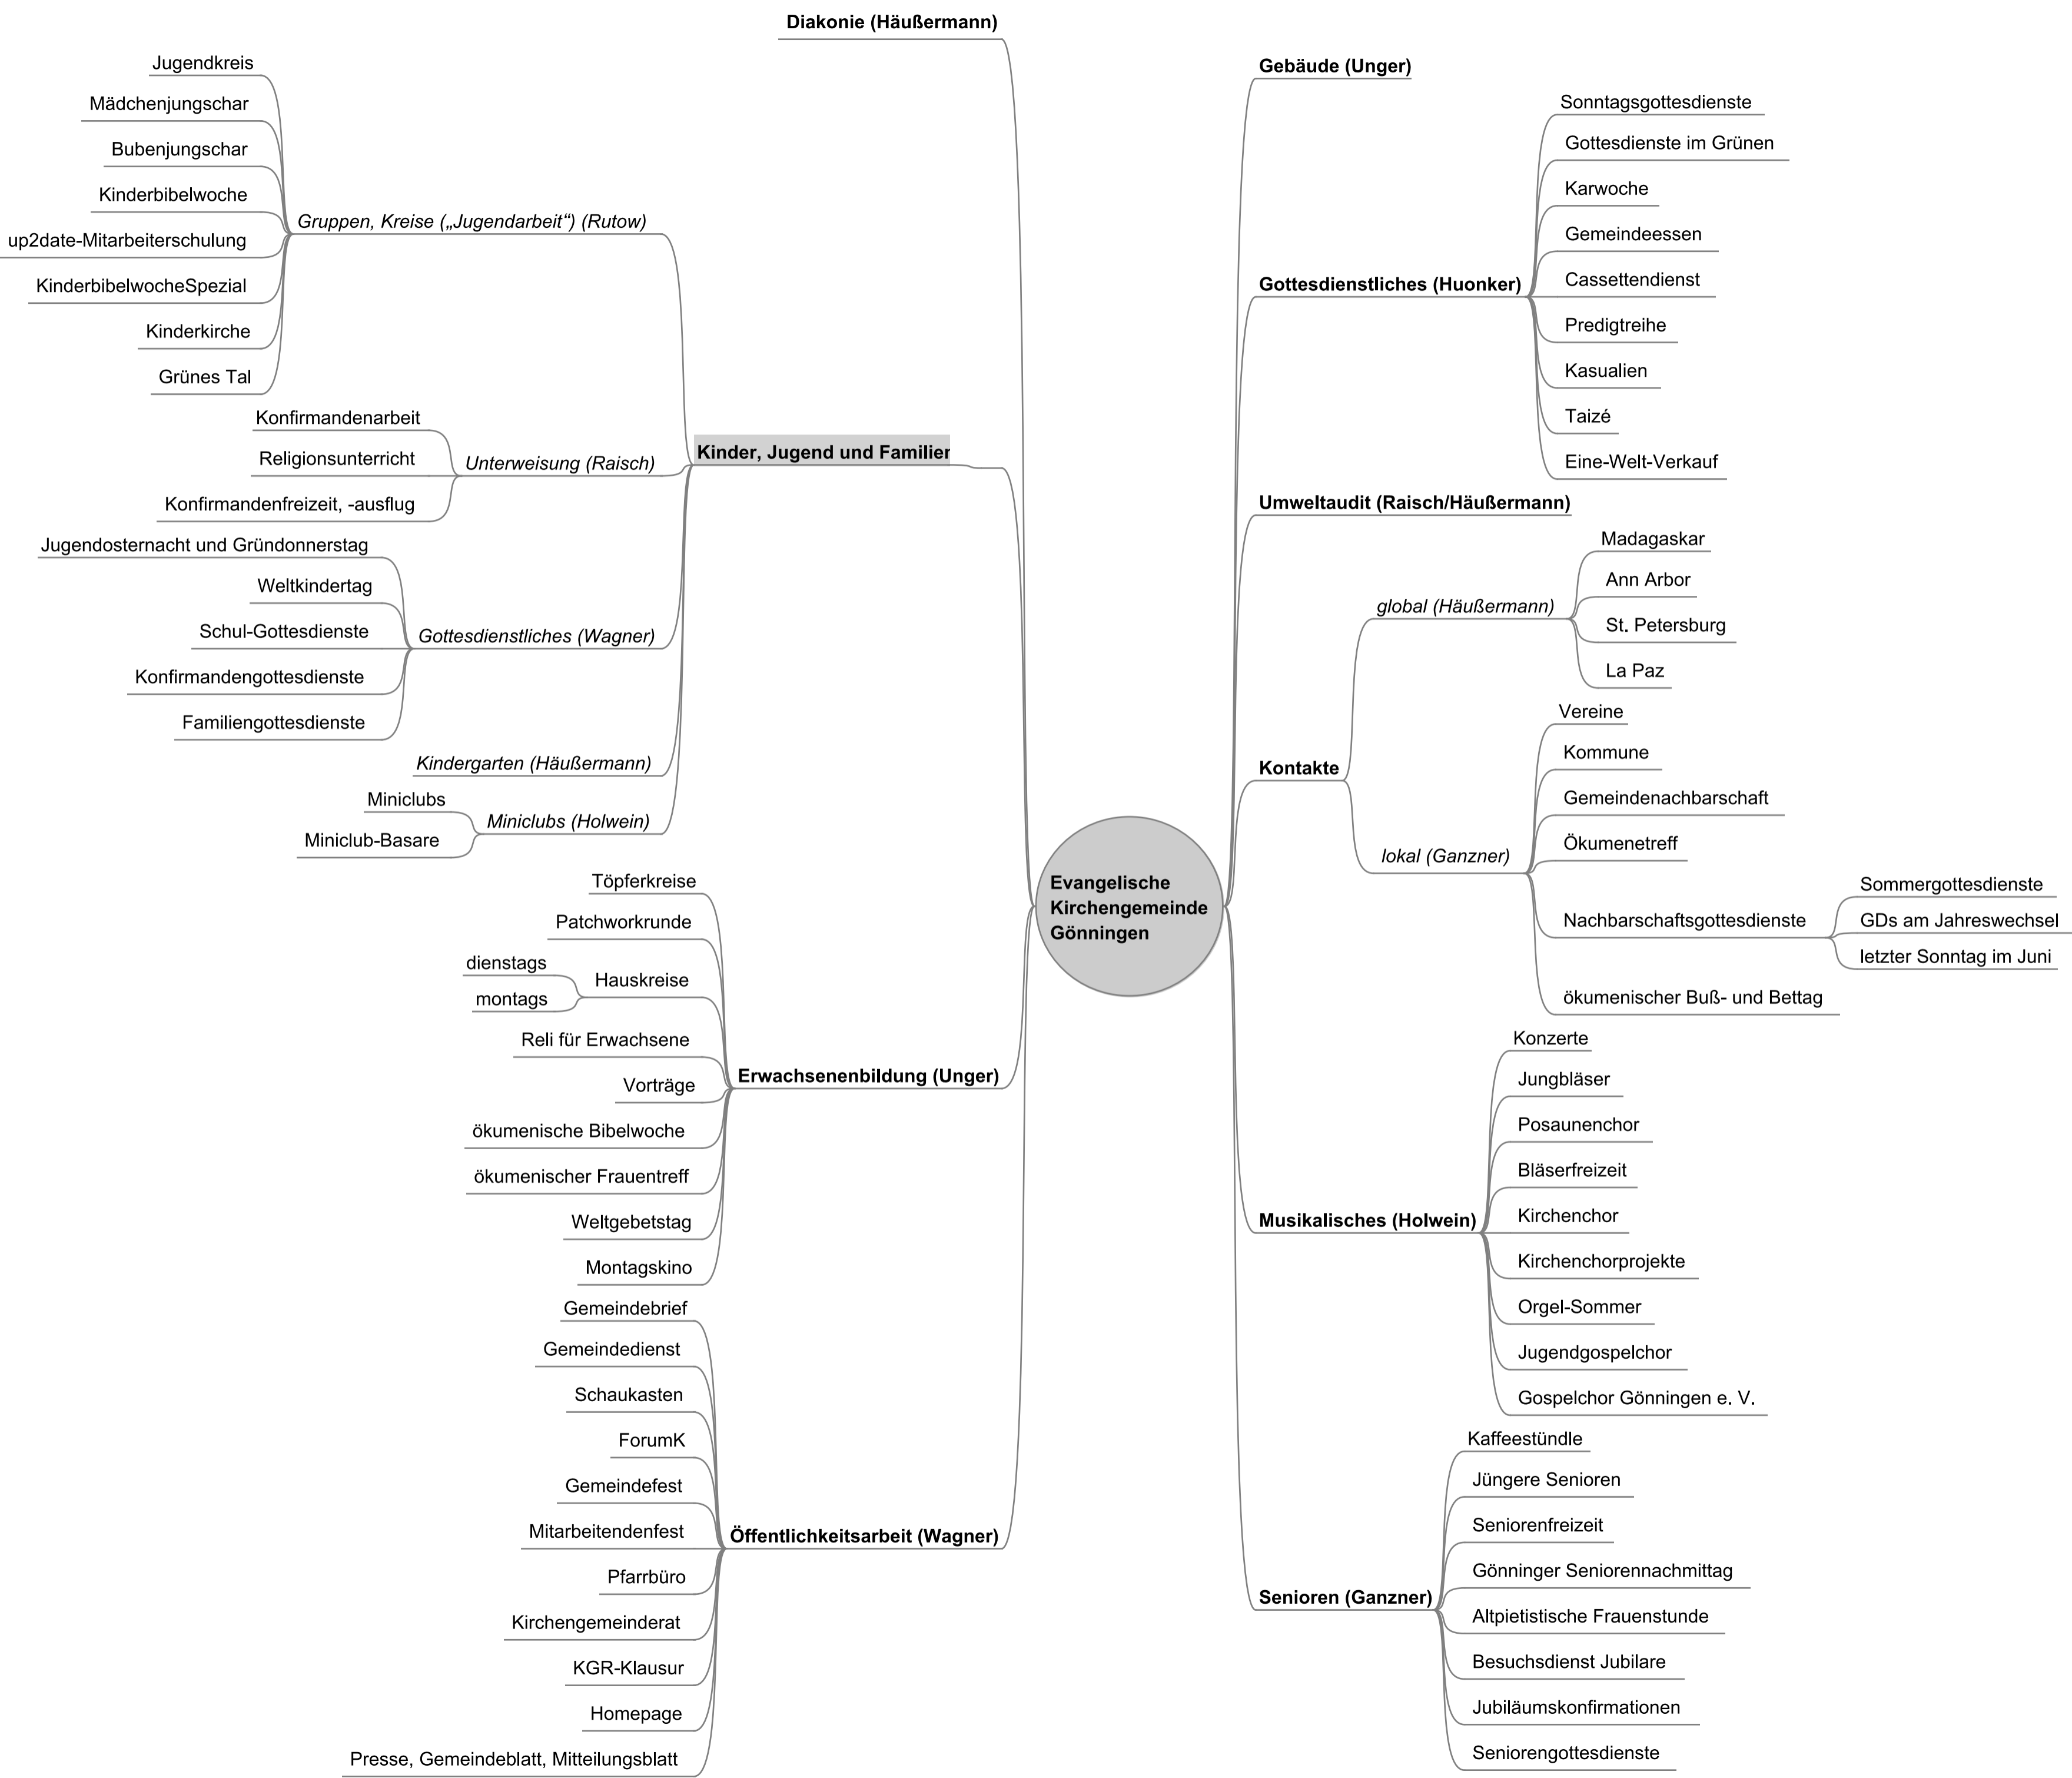 Diakonie (Häußermann)
Jugendkreis
Mädchenjungschar
Bubenjungschar
Kinderbibelwoche
up2date-Mitarbeiterschulung
KinderbibelwocheSpezial
Kinderkirche
Grünes Tal
Gruppen, Kreise („Jugendarbeit“) (Rutow)
Konfirmandenarbeit
Religionsunterricht
Konfirmandenfreizeit, -ausflug
Unterweisung (Raisch)
Kinder, Jugend und Familien
Jugendosternacht und Gründonnerstag
Weltkindertag
Schul-Gottesdienste
Konfirmandengottesdienste
Familiengottesdienste
Gottesdienstliches (Wagner)
Kindergarten (Häußermann)
Miniclubs
Miniclub-Basare
Miniclubs (Holwein)
Töpferkreise
Patchworkrunde
dienstags
montags
Hauskreise
Reli für Erwachsene
Vorträge
ökumenische Bibelwoche
ökumenischer Frauentreff
Weltgebetstag
Montagskino
Erwachsenenbildung (Unger)
Gemeindebrief
Gemeindedienst
Schaukasten
ForumK
Gemeindefest
Mitarbeitendenfest
Pfarrbüro
Kirchengemeinderat
KGR-Klausur
Homepage
Presse, Gemeindeblatt, Mitteilungsblatt
Öffentlichkeitsarbeit (Wagner)
Evangelische
Kirchengemeinde
Gönningen
Gebäude (Unger)
Gottesdienstliches (Huonker)
Sonntagsgottesdienste
Gottesdienste im Grünen
Karwoche
Gemeindeessen
Cassettendienst
Predigtreihe
Kasualien
Taizé
Eine-Welt-Verkauf
Umweltaudit (Raisch/Häußermann)
Kontakte
global (Häußermann)
Madagaskar
Ann Arbor
St. Petersburg
La Paz
lokal (Ganzner)
Vereine
Kommune
Gemeindenachbarschaft
Ökumenetreff
Nachbarschaftsgottesdienste
Sommergottesdienste
GDs am Jahreswechsel
letzter Sonntag im Juni
ökumenischer Buß- und Bettag
Musikalisches (Holwein)
Konzerte
Jungbläser
Posaunenchor
Bläserfreizeit
Kirchenchor
Kirchenchorprojekte
Orgel-Sommer
Jugendgospelchor
Gospelchor Gönningen e. V.
Senioren (Ganzner)
Kaffeestündle
Jüngere Senioren
Seniorenfreizeit
Gönninger Seniorennachmittag
Altpietistische Frauenstunde
Besuchsdienst Jubilare
Jubiläumskonfirmationen
Seniorengottesdienste